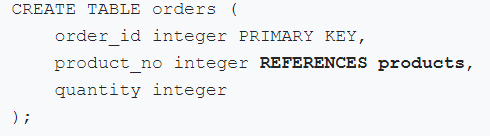 CREATE TABLE orders (
    order_id integer PRIMARY KEY,
    product_no integer REFERENCES products,
    quantity integer
);